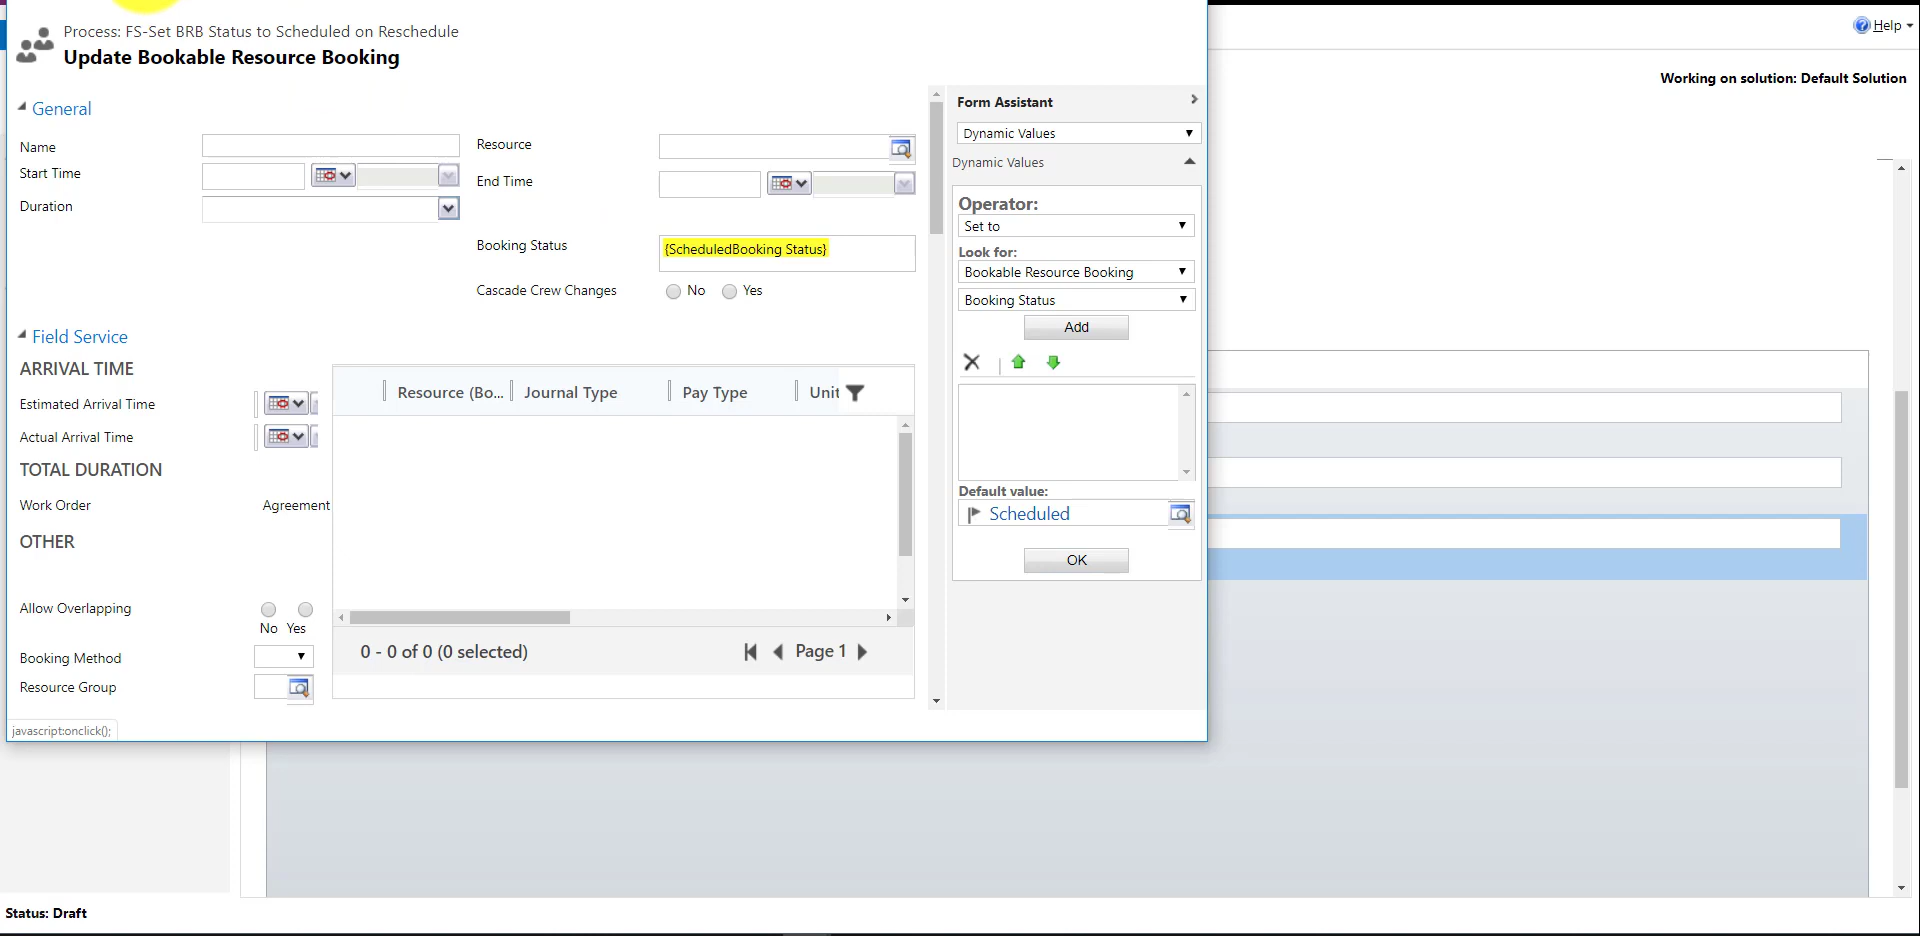 Process: FS-Set BRB Status to Scheduled on Reschedule
Update Bookable Resource Booking
Help
Working on solution: Default Solution
General
Name
Resource
Start Time
End Time
Duration
Booking Status
{ScheduledBooking Status}
Cascade Crew Changes
No
Yes
Field Service
ARRIVAL TIME
Estimated Arrival Time
Actual Arrival Time
TOTAL DURATION
Work Order
Agreement
OTHER
Allow Overlapping
No Yes
Booking Method
Resource Group
Resource (Bo...
Journal Type
Pay Type
Unit
0 - 0 of 0 (0 selected)
Page 1
Form Assistant
Dynamic Values
Dynamic Values
Operator:
Set to
Look for:
Bookable Resource Booking
Booking Status
Add
Default value:
Scheduled
OK
javascript:onclick();
Status: Draft